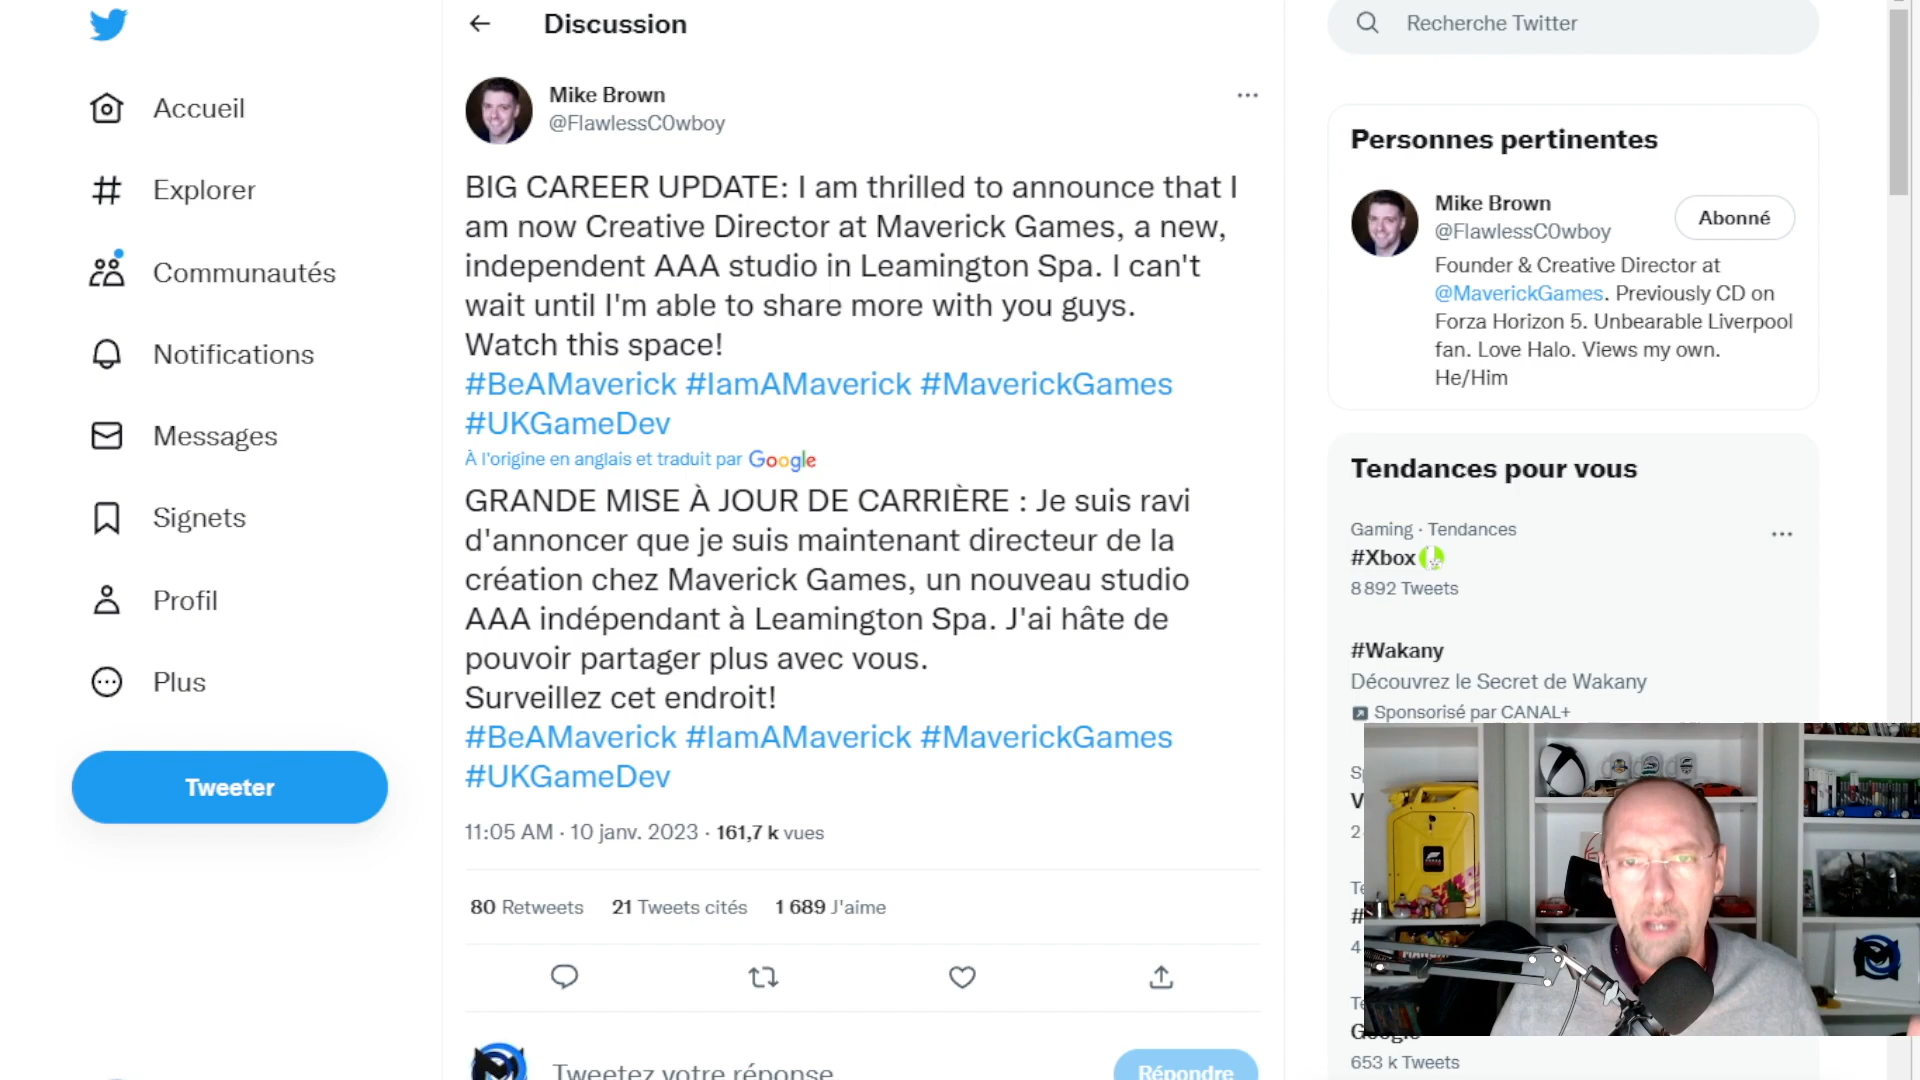 Discussion
Recherche Twitter
Accueil
Explorer
Communautés
Notifications
Messages
Signets
Profil
Plus
Tweeter
Mike Brown
@FlawlessC0wboy
BIG CAREER UPDATE: I am thrilled to announce that I
am now Creative Director at Maverick Games, a new,
independent AAA studio in Leamington Spa. I can't
wait until I'm able to share more with you guys.
Watch this space!
#BeAMaverick #IamAMaverick #MaverickGames
#UKGameDev
À l'origine en anglais et traduit par Google
GRANDE MISE À JOUR DE CARRIÈRE : Je suis ravi
d'annoncer que je suis maintenant directeur de la
création chez Maverick Games, un nouveau studio
AAA indépendant à Leamington Spa. J'ai hâte de
pouvoir partager plus avec vous.
Surveillez cet endroit!
#BeAMaverick #IamAMaverick #MaverickGames
#UKGameDev
11:05 AM · 10 janv. 2023 · 161,7 k vues
80 Retweets 21 Tweets cités 1 689 J'aime
Tweetez votre réponse
Répondre
Personnes pertinentes
Mike Brown
@FlawlessC0wboy
Abonné
Founder & Creative Director at
@MaverickGames. Previously CD on
Forza Horizon 5. Unbearable Liverpool
fan. Love Halo. Views my own.
He/Him
Tendances pour vous
Gaming · Tendances
#Xbox
8 892 Tweets
#Wakany
Découvrez le Secret de Wakany
Sponsorisé par CANAL+
Google
653 k Tweets